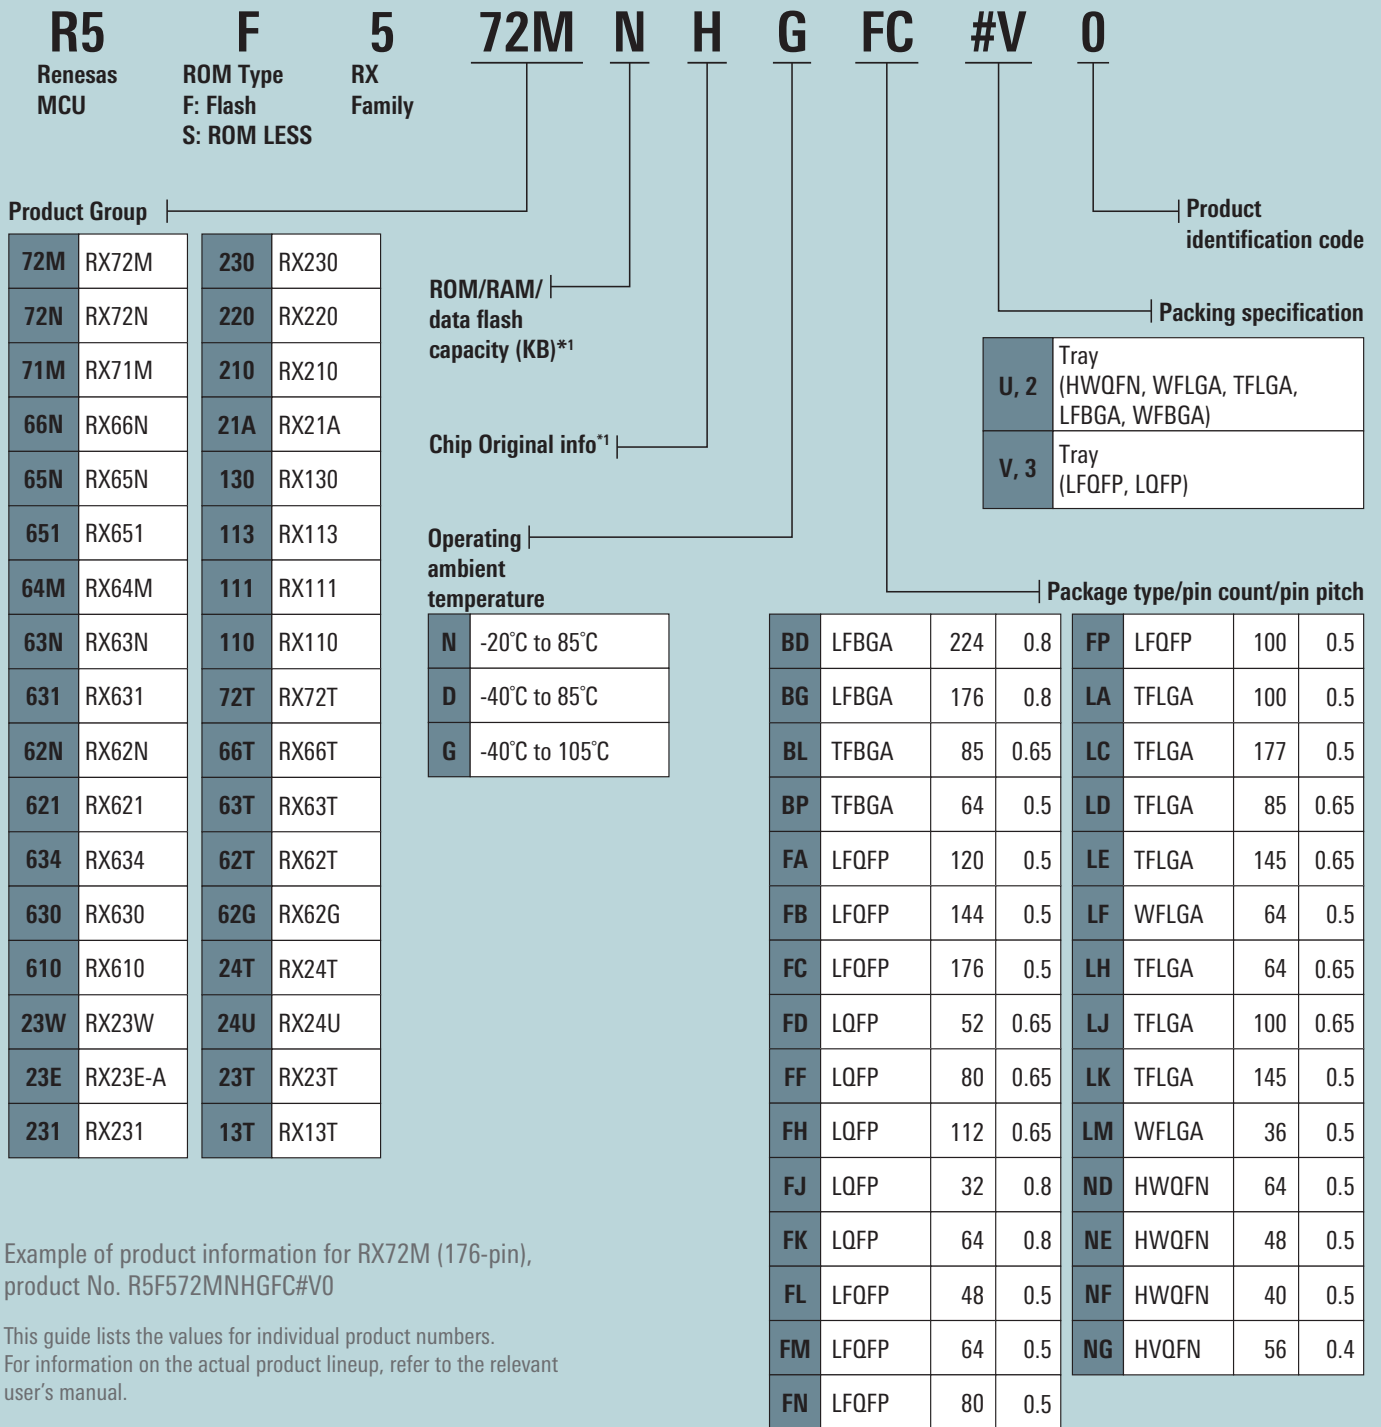 R5 F 5 72M N H G FC #V 0
Renesas MCU
ROM Type
F: Flash
S: ROM LESS
RX Family
Product Group
72M RX72M
72N RX72N
71M RX71M
66N RX66N
65N RX65N
651 RX651
64M RX64M
63N RX63N
631 RX631
62N RX62N
621 RX621
634 RX634
630 RX630
610 RX610
23W RX23W
23E RX23E-A
231 RX231
230 RX230
220 RX220
210 RX210
21A RX21A
130 RX130
113 RX113
111 RX111
110 RX110
72T RX72T
66T RX66T
63T RX63T
62T RX62T
62G RX62G
24T RX24T
24U RX24U
23T RX23T
13T RX13T
ROM/RAM/
data flash
capacity (KB)*1
Chip Original info*1
Operating
ambient
temperature
N -20°C to 85°C
D -40°C to 85°C
G -40°C to 105°C
Product
identification code
Packing specification
U, 2 Tray
(HWQFN, WFLGA, TFLGA,
LFBGA, WFBGA)
V, 3 Tray
(LFQFP, LQFP)
Package type/pin count/pin pitch
BD LFBGA 224 0.8
BG LFBGA 176 0.8
BL TFBGA 85 0.65
BP TFBGA 64 0.5
FA LFQFP 120 0.5
FB LFQFP 144 0.5
FC LFQFP 176 0.5
FD LQFP 52 0.65
FF LQFP 80 0.65
FH LQFP 112 0.65
FJ LQFP 32 0.8
FK LQFP 64 0.8
FL LFQFP 48 0.5
FM LFQFP 64 0.5
FN LFQFP 80 0.5
FP LFQFP 100 0.5
LA TFLGA 100 0.5
LC TFLGA 177 0.5
LD TFLGA 85 0.65
LE TFLGA 145 0.65
LF WFLGA 64 0.5
LH TFLGA 64 0.65
LJ TFLGA 100 0.65
LK TFLGA 145 0.5
LM WFLGA 36 0.5
ND HWQFN 64 0.5
NE HWQFN 48 0.5
NF HWQFN 40 0.5
NG HVQFN 56 0.4
Example of product information for RX72M (176-pin),
product No. R5F572MNHGFC#V0
This guide lists the values for individual product numbers.
For information on the actual product lineup, refer to the relevant
user's manual.